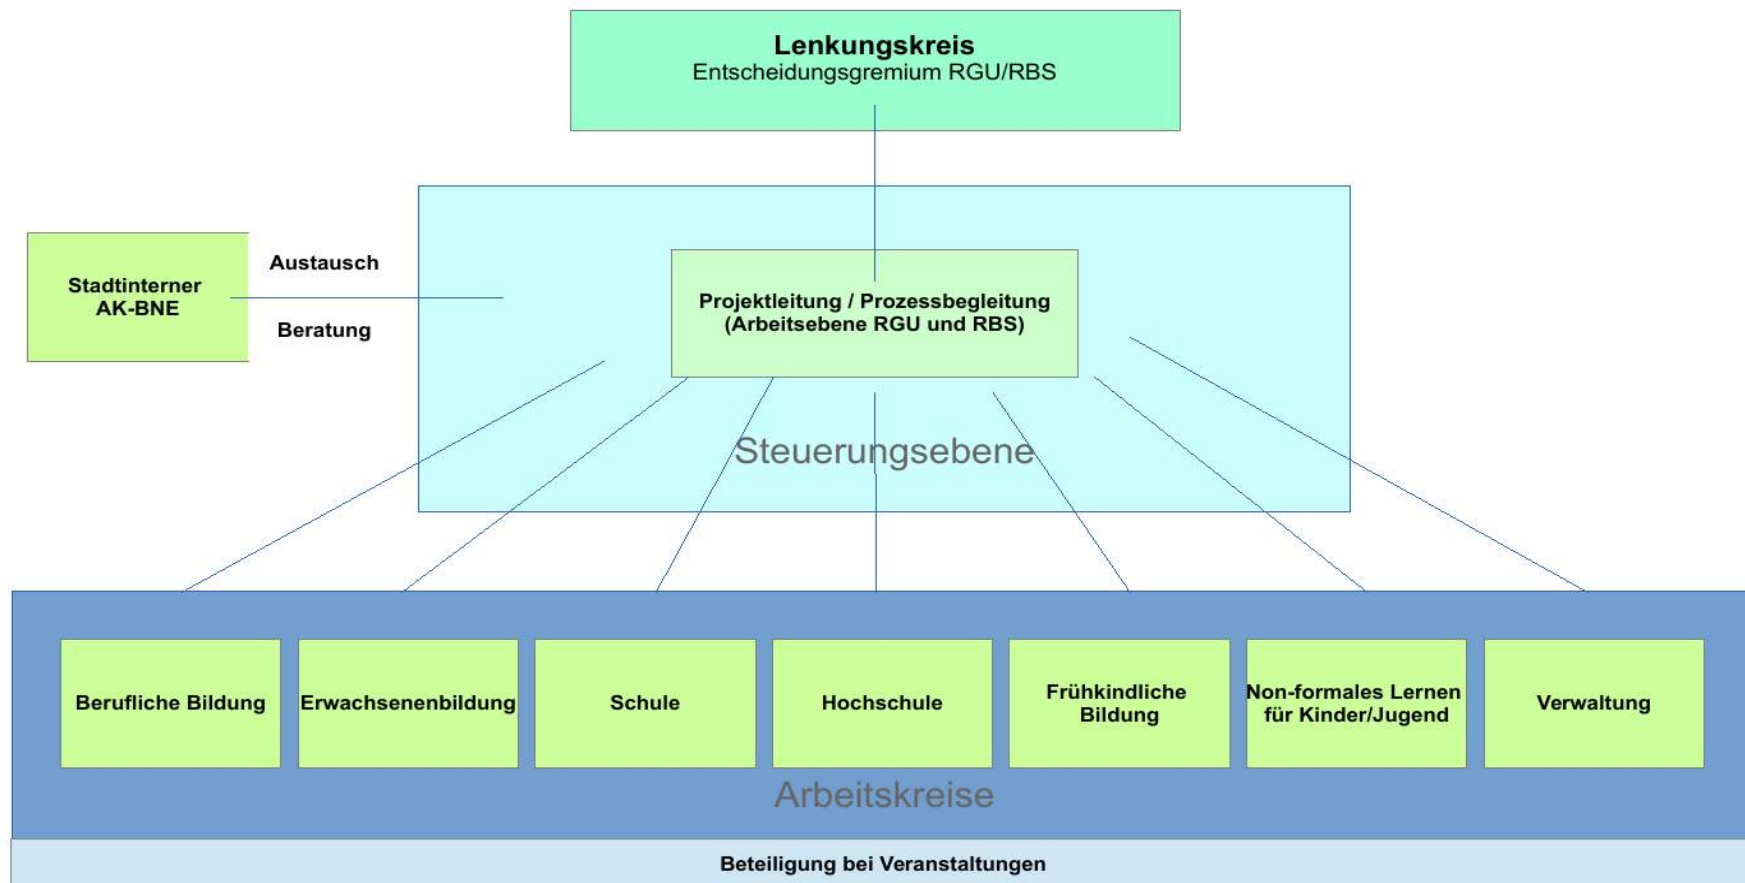 Lenkungskreis
Entscheidungsgremium RGU/RBS
Stadtinterner
AK-BNE
Austausch
Beratung
Projektleitung / Prozessbegleitung
(Arbeitsebene RGU und RBS)
Steuerungsebene
Berufliche Bildung
Erwachsenenbildung
Schule
Hochschule
Frühkindliche
Bildung
Non-formales Lernen
für Kinder/Jugend
Verwaltung
Arbeitskreise
Beteiligung bei Veranstaltungen